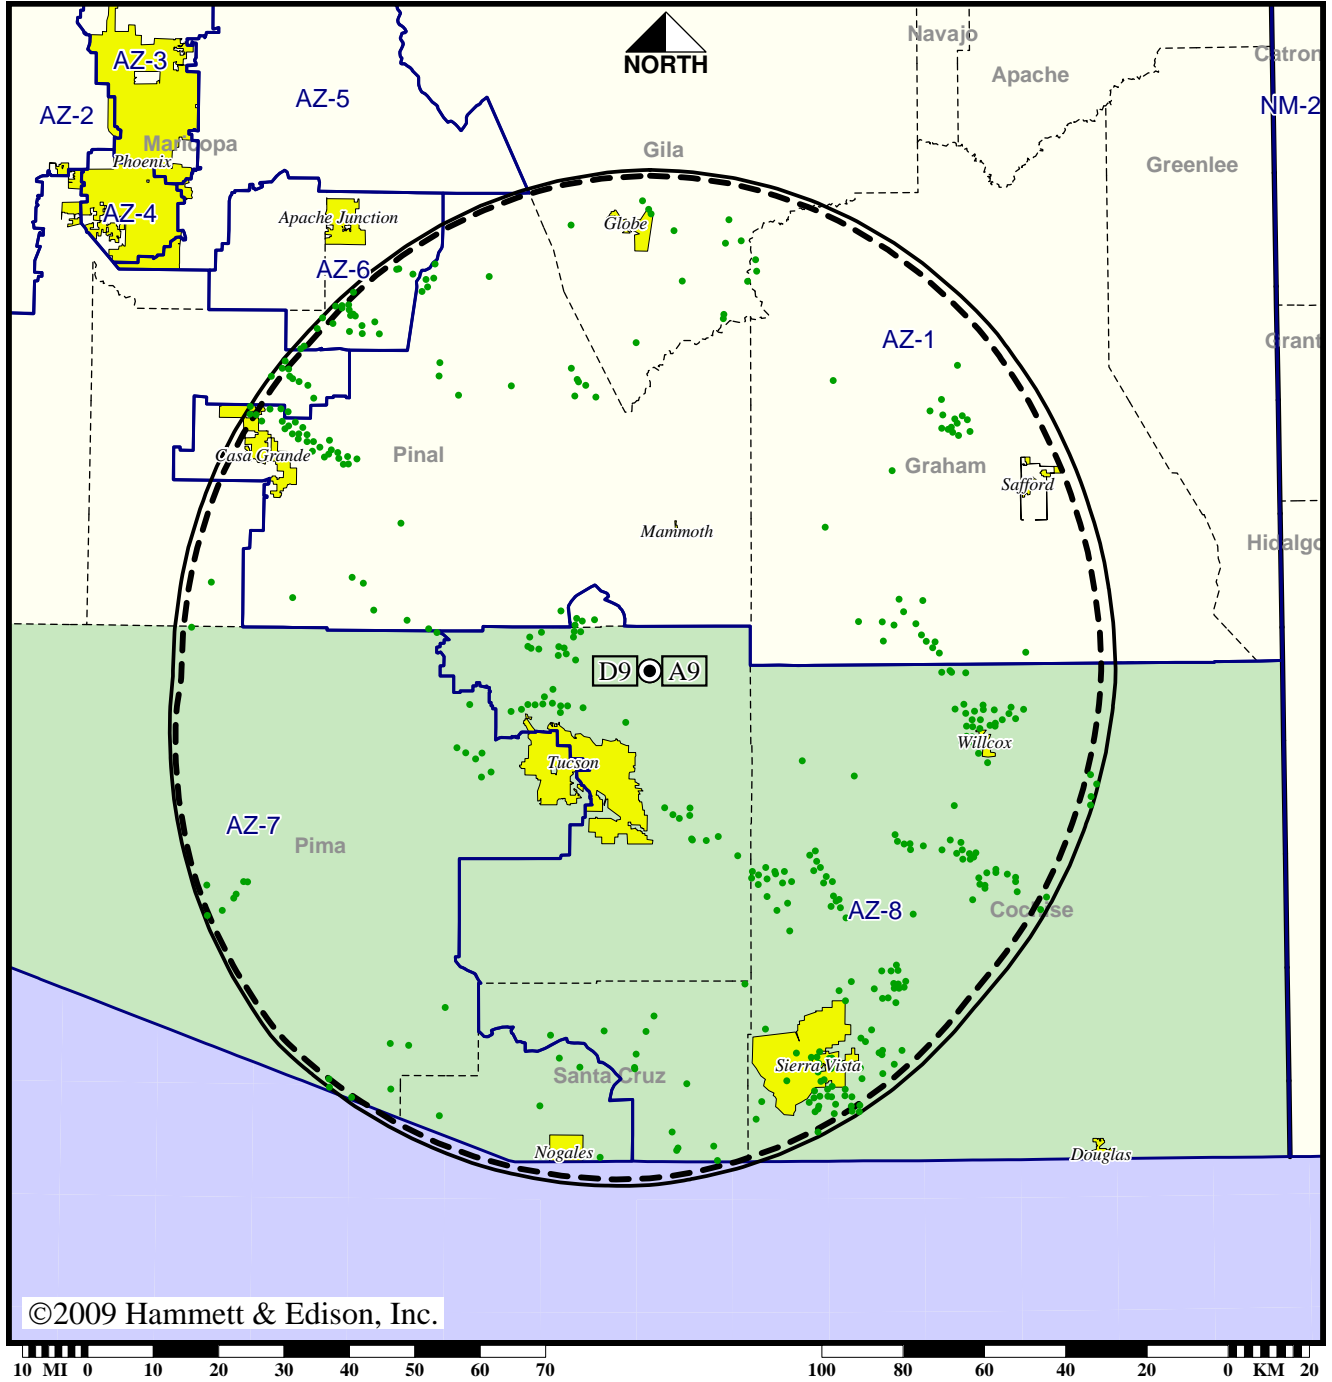 Navajo
Catron
AZ-3
NORTH
Apache
AZ-5
AZ-2
NM-2
Maricopa
Gila
Phoenix
Greenlee
AZ-4
Apache Junction
Globe
AZ-6
AZ-1
Grant
Pinal
Casa Grande
Graham
Safford
Mammoth
Hidalgo
D9
A9
Willcox
Tucson
AZ-7
Pima
AZ-8
Cochise
Sierra Vista
Santa Cruz
Nogales
Douglas
©2009 Hammett & Edison, Inc.
10 MI 0 10 20 30 40 50 60 70
100 80 60 40 20 0 KM 20